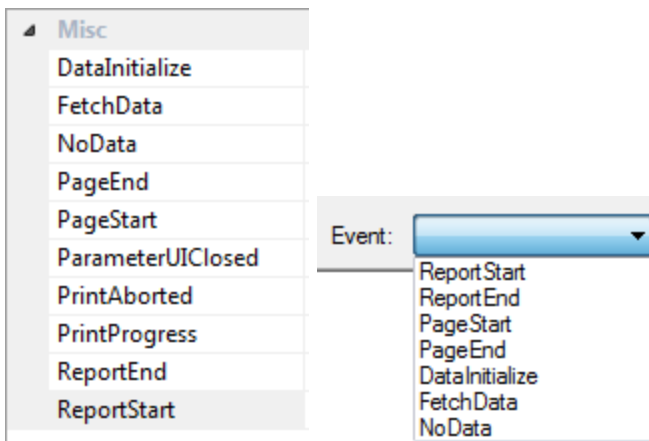 Misc
DataInitialize
FetchData
NoData
PageEnd
PageStart
ParameterUIClosed
PrintAborted
PrintProgress
ReportEnd
ReportStart
Event:
ReportStart
ReportEnd
PageStart
PageEnd
DataInitialize
FetchData
NoData